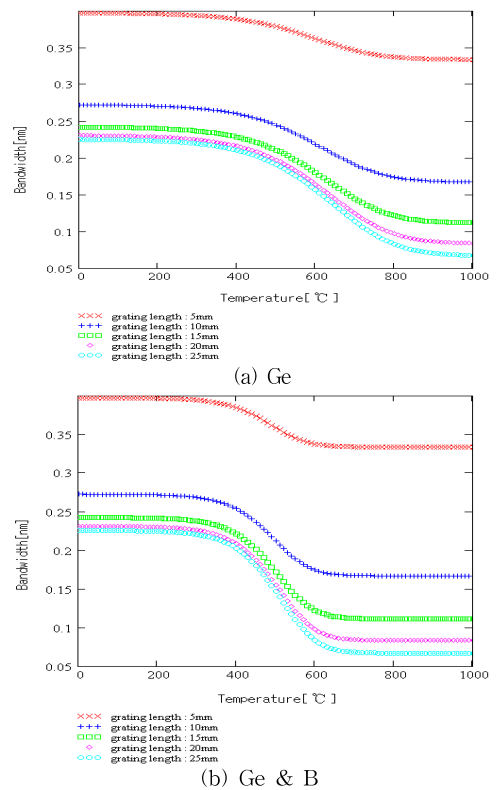 0.35
0.3
0.25
0.2
0.15
0.1
0.05
Bandwidth[nm]
0 200 400 600 800 1000
Temperature[℃]
grating length : 5mm
grating length : 10mm
grating length : 15mm
grating length : 20mm
grating length : 25mm
(a) Ge
0.35
0.3
0.25
0.2
0.15
0.1
0.05
Bandwidth[nm]
0 200 400 600 800 1000
Temperature[℃]
grating length : 5mm
grating length : 10mm
grating length : 15mm
grating length : 20mm
grating length : 25mm
(b) Ge & B